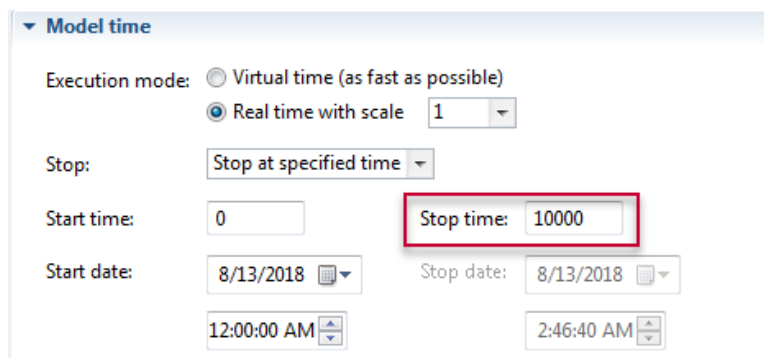 Model time
Execution mode: Virtual time (as fast as possible)
Real time with scale 1
Stop: Stop at specified time
Start time: 0 Stop time: 10000
Start date: 8/13/2018 Stop date: 8/13/2018
12:00:00 AM 2:46:40 AM